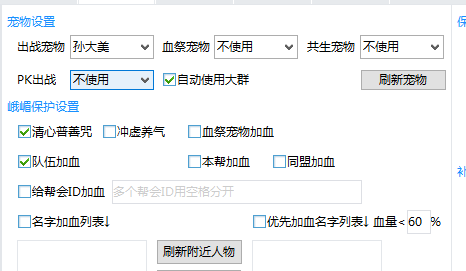 宠物设置
出战宠物 孙大美 血祭宠物 不使用 共生宠物 不使用
PK出战 不使用 自动使用大群 刷新宠物
峨嵋保护设置
清心普善咒 冲虚养气 血祭宠物加血
队伍加血 本帮加血 同盟加血
给帮会ID加血 多个帮会ID用空格分开
名字加血列表↓ 优先加血名字列表↓ 血量< 60 %
刷新附近人物